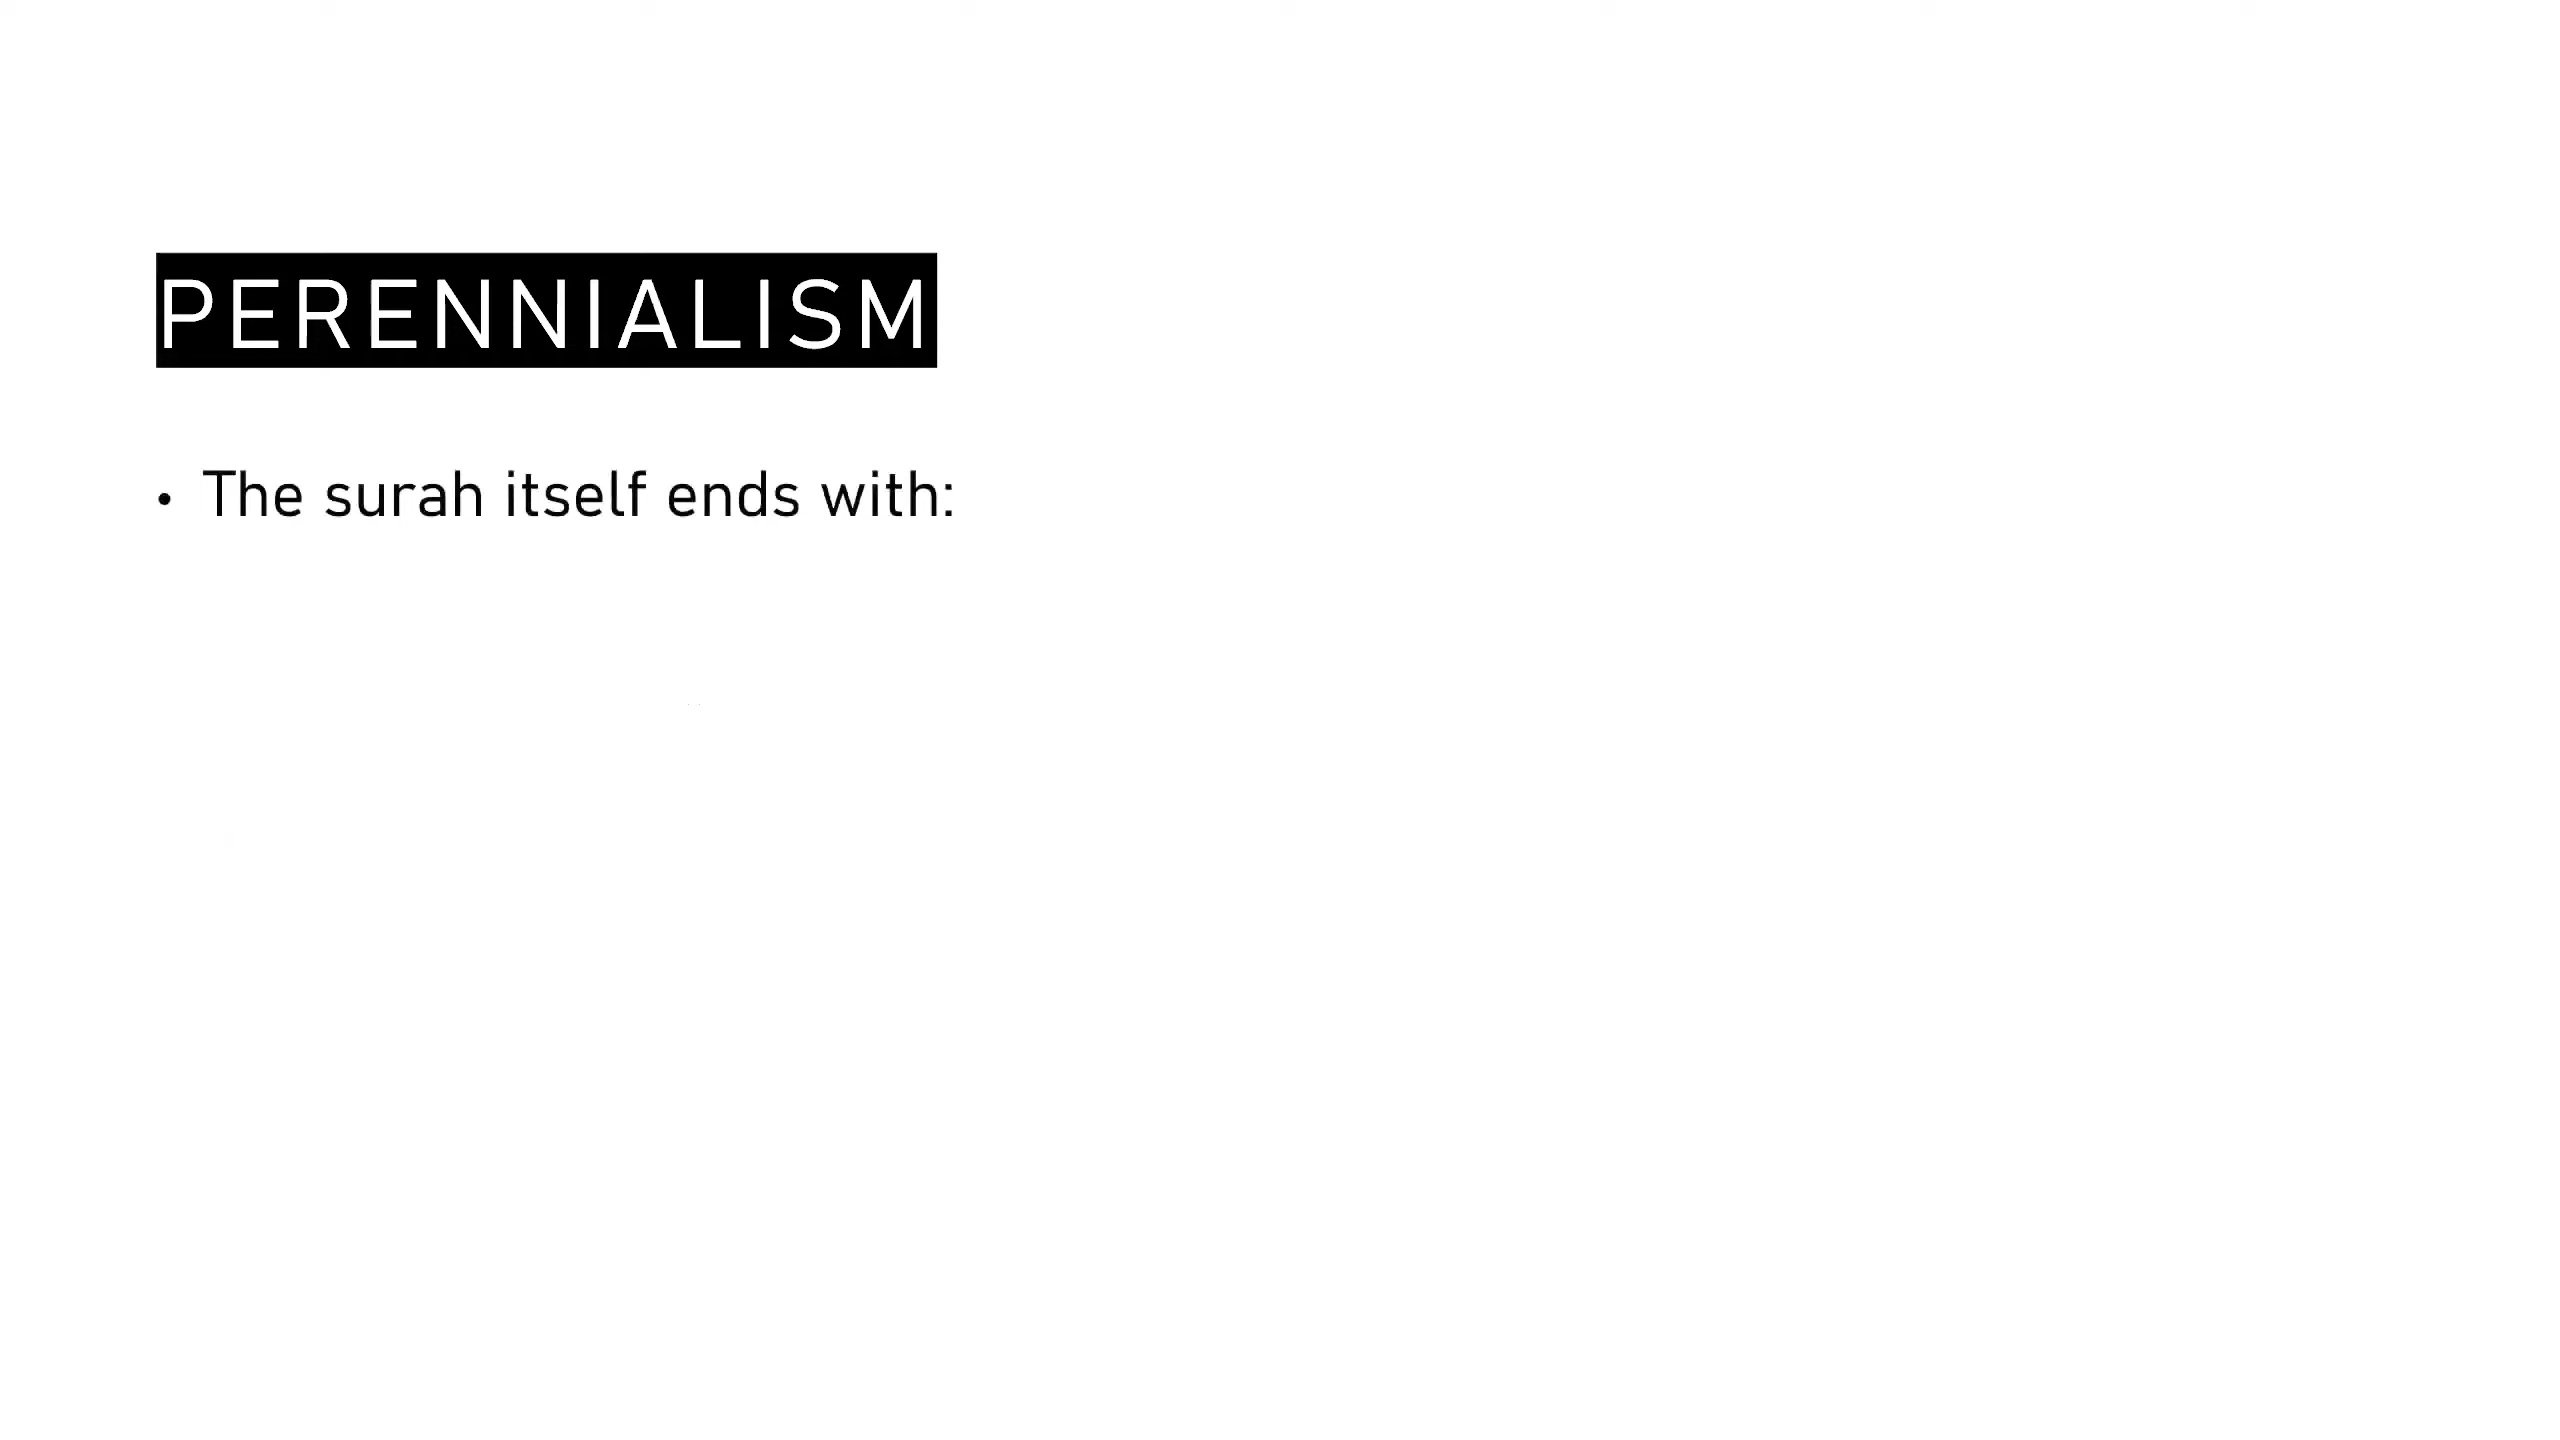 PERENNIALISM
• The surah itself ends with: